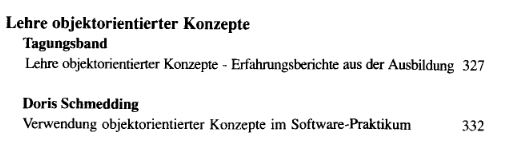 Lehre objektorientierter Konzepte
Tagungsband
Lehre objektorientierter Konzepte - Erfahrungsberichte aus der Ausbildung 327
Doris Schmedding
Verwendung objektorientierter Konzepte im Software-Praktikum 332